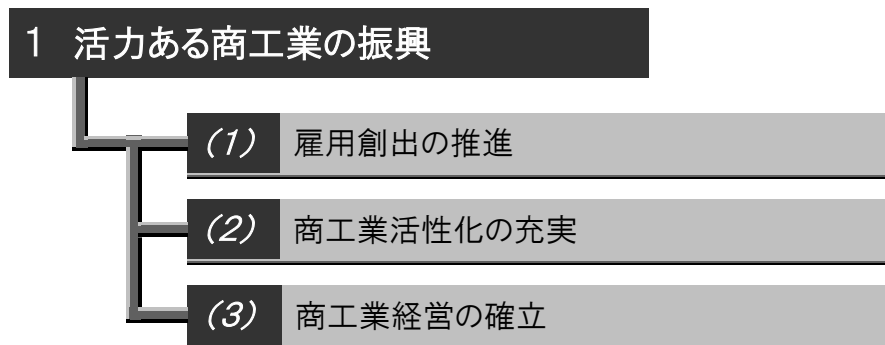 1 活力ある商工業の振興
(1) 雇用創出の推進
(2) 商工業活性化の充実
(3) 商工業経営の確立